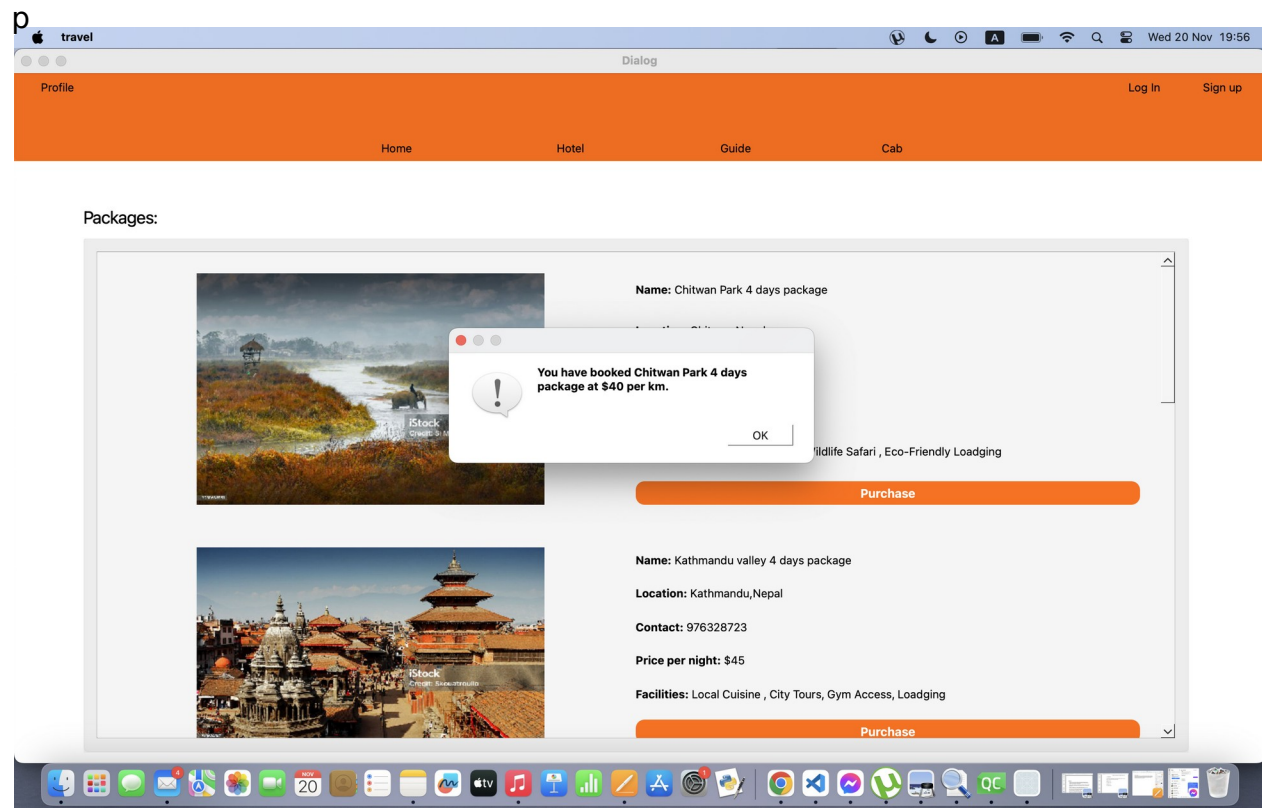 p
travel
A
Wed 20 Nov 19:56
Dialog
Profile
Log In
Sign up
Home
Hotel
Guide
Cab
Packages:
Name: Chitwan Park 4 days package
You have booked Chitwan Park 4 days
package at $40 per km.
OK
Wildlife Safari , Eco-Friendly Loadging
iStock
Purchase
Name: Kathmandu valley 4 days package
Location: Kathmandu,Nepal
Contact: 976328723
Price per night: $45
Facilities: Local Cuisine , City Tours, Gym Access, Loadging
iStock
Purchase
4
NOV
20
tv
QC